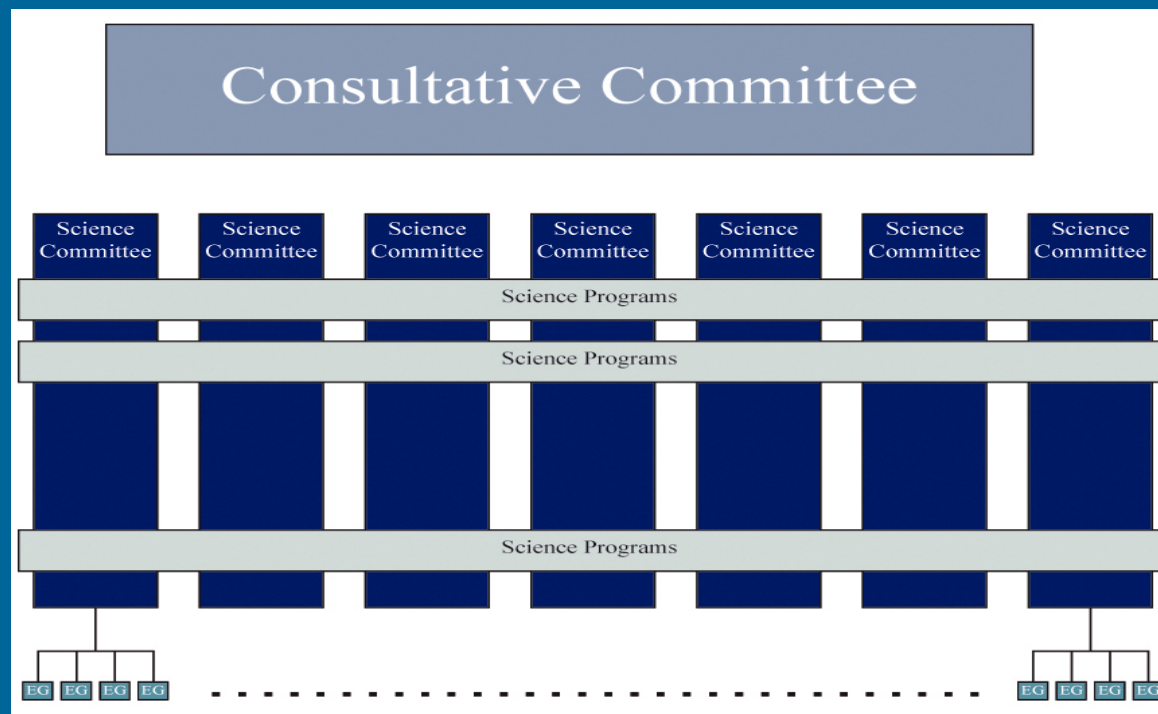 Consultative Committee
Science Science Science Science Science Science Science
Committee Committee Committee Committee Committee Committee Committee
Science Programs
Science Programs
Science Programs
EG EG EG EG EG EG EG EG